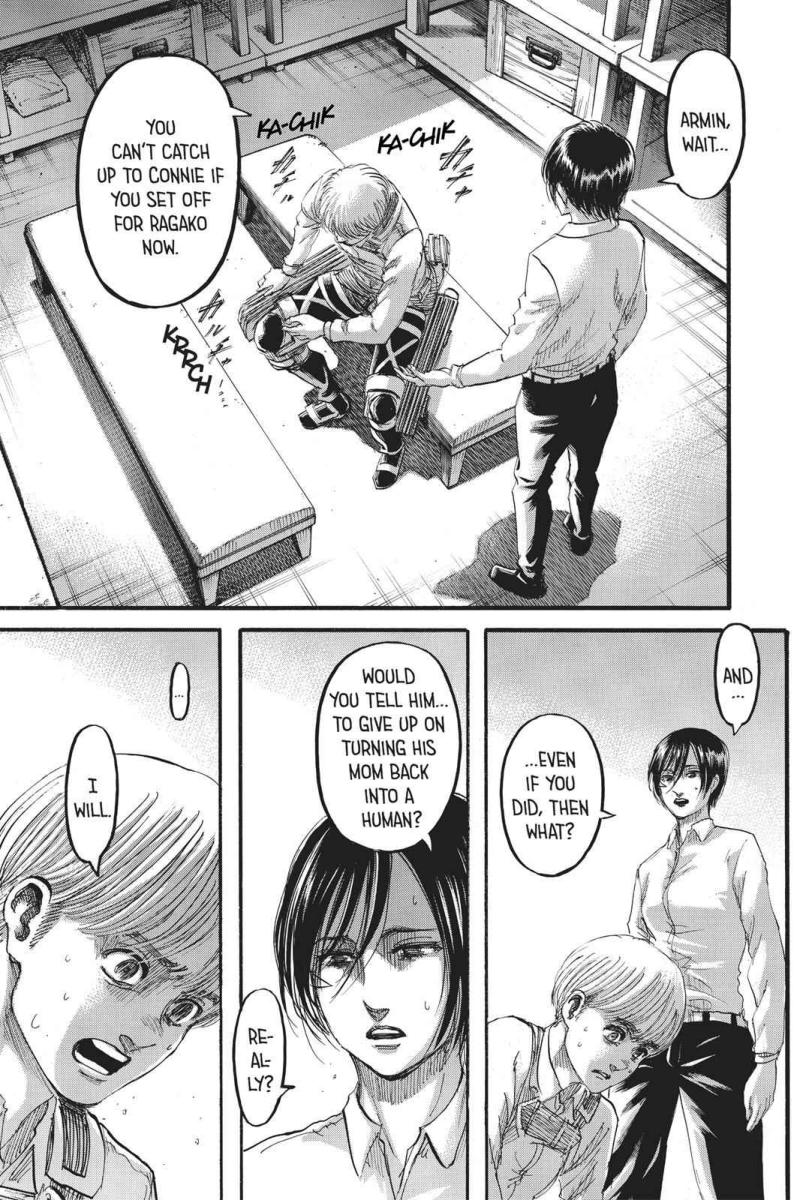 ARMIN,
WAIT...
KA-CHIK
KA-CHIK
YOU
CAN'T CATCH
UP TO CONNIE IF
YOU SET OFF
FOR RAGAKO
NOW.
KRRCH
AND
...
...EVEN
IF YOU
DID, THEN
WHAT?
WOULD
YOU TELL HIM...
TO GIVE UP ON
TURNING HIS
MOM BACK
INTO A
HUMAN?
RE-
AL-
LY?
...
I
WILL.